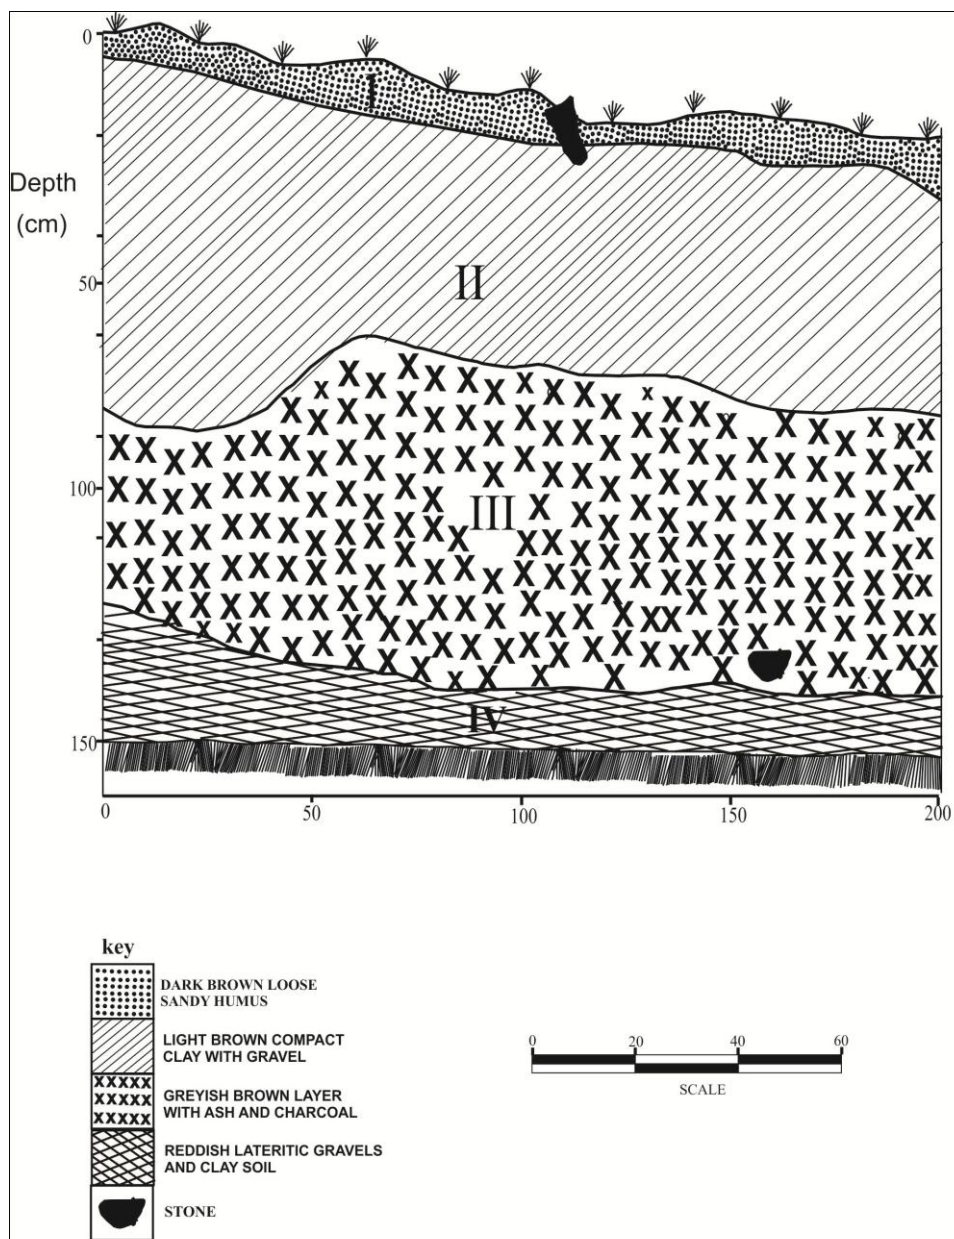 0
Depth
(cm)
I
50
II
100
III
150
IV
0 50 100 150 200
key
DARK BROWN LOOSE
SANDY HUMUS
LIGHT BROWN COMPACT
CLAY WITH GRAVEL
GREYISH BROWN LAYER
WITH ASH AND CHARCOAL
REDDISH LATERITIC GRAVELS
AND CLAY SOIL
STONE
0 20 40 60
SCALE